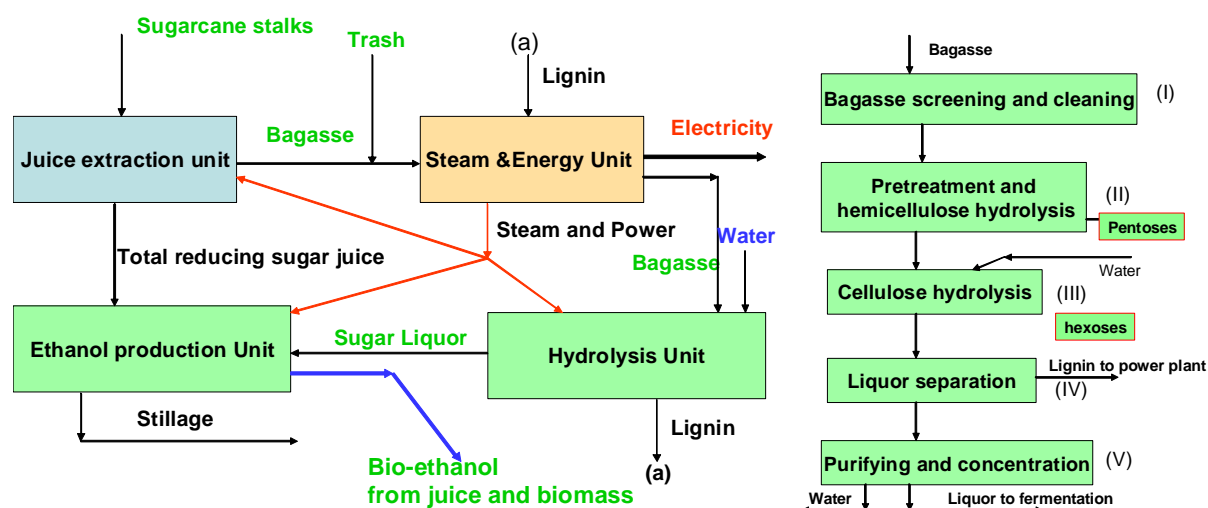 Sugarcane stalks
Trash
(a)
Lignin
Juice extraction unit
Bagasse
Steam &Energy Unit
Electricity
Steam and Power
Water
Bagasse
Total reducing sugar juice
Ethanol production Unit
Sugar Liquor
Hydrolysis Unit
Stillage
Lignin
(a)
Bio-ethanol
from juice and biomass
Bagasse
Bagasse screening and cleaning
(I)
Pretreatment and
hemicellulose hydrolysis
(II)
Pentoses
Water
Cellulose hydrolysis
(III)
hexoses
Liquor separation
Lignin to power plant
(IV)
Purifying and concentration
(V)
Water
Liquor to fermentation